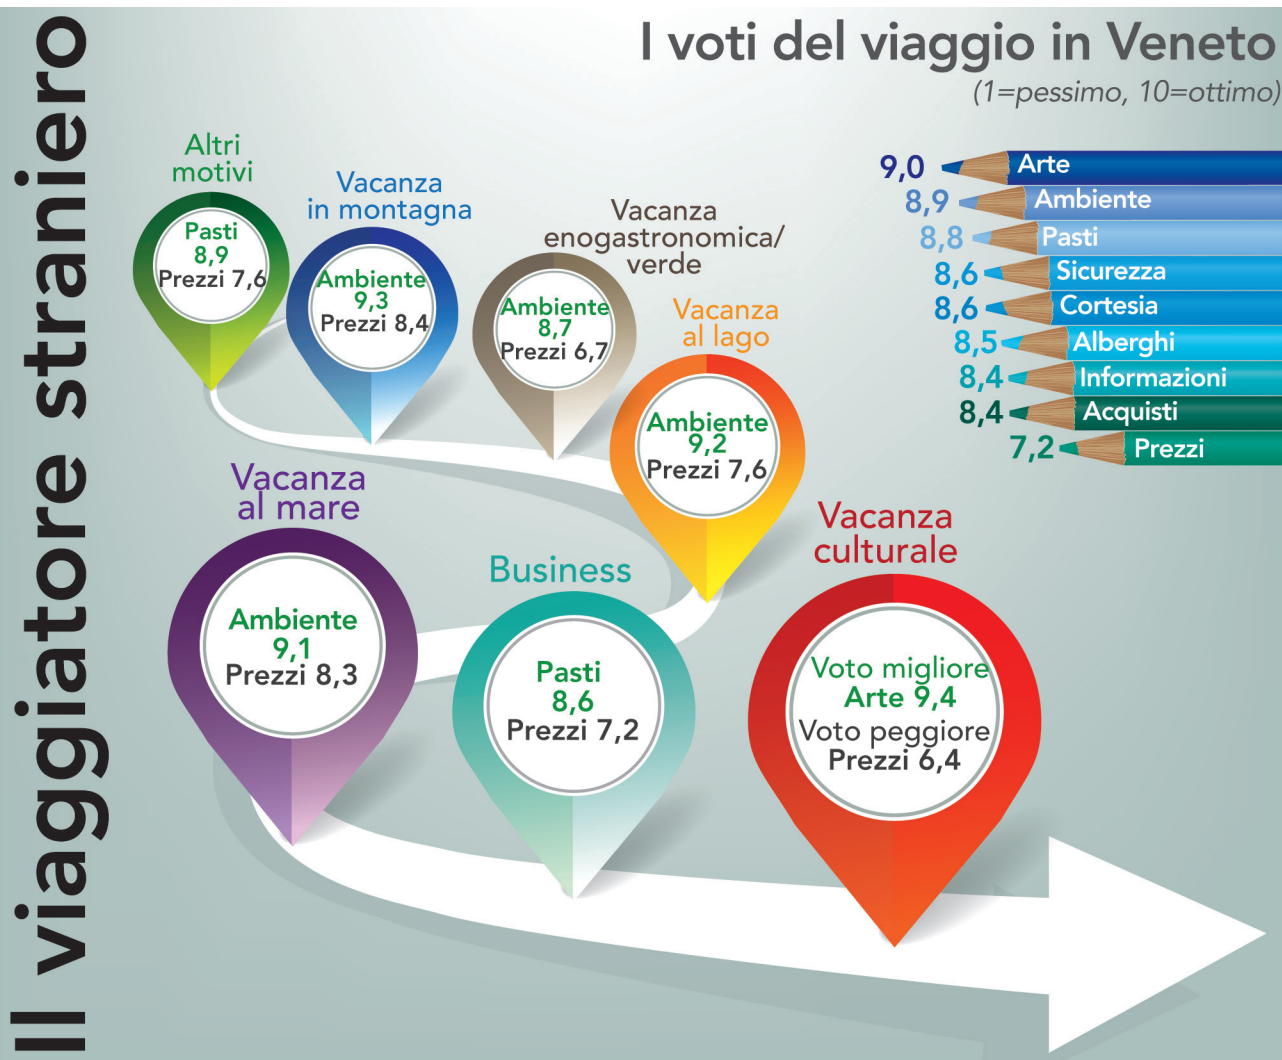 Il viaggiatore straniero
I voti del viaggio in Veneto
(1=pessimo, 10=ottimo)
9,0 Arte
8,9 Ambiente
8,8 Pasti
8,6 Sicurezza
8,6 Cortesia
8,5 Alberghi
8,4 Informazioni
8,4 Acquisti
7,2 Prezzi
Altri
motivi
Pasti
8,9
Prezzi 7,6
Vacanza
in montagna
Ambiente
9,3
Prezzi 8,4
Vacanza
enogastronomica/
verde
Ambiente
8,7
Prezzi 6,7
Vacanza
al lago
Ambiente
9,2
Prezzi 7,6
Vacanza
al mare
Ambiente
9,1
Prezzi 8,3
Business
Pasti
8,6
Prezzi 7,2
Vacanza
culturale
Voto migliore
Arte 9,4
Voto peggiore
Prezzi 6,4